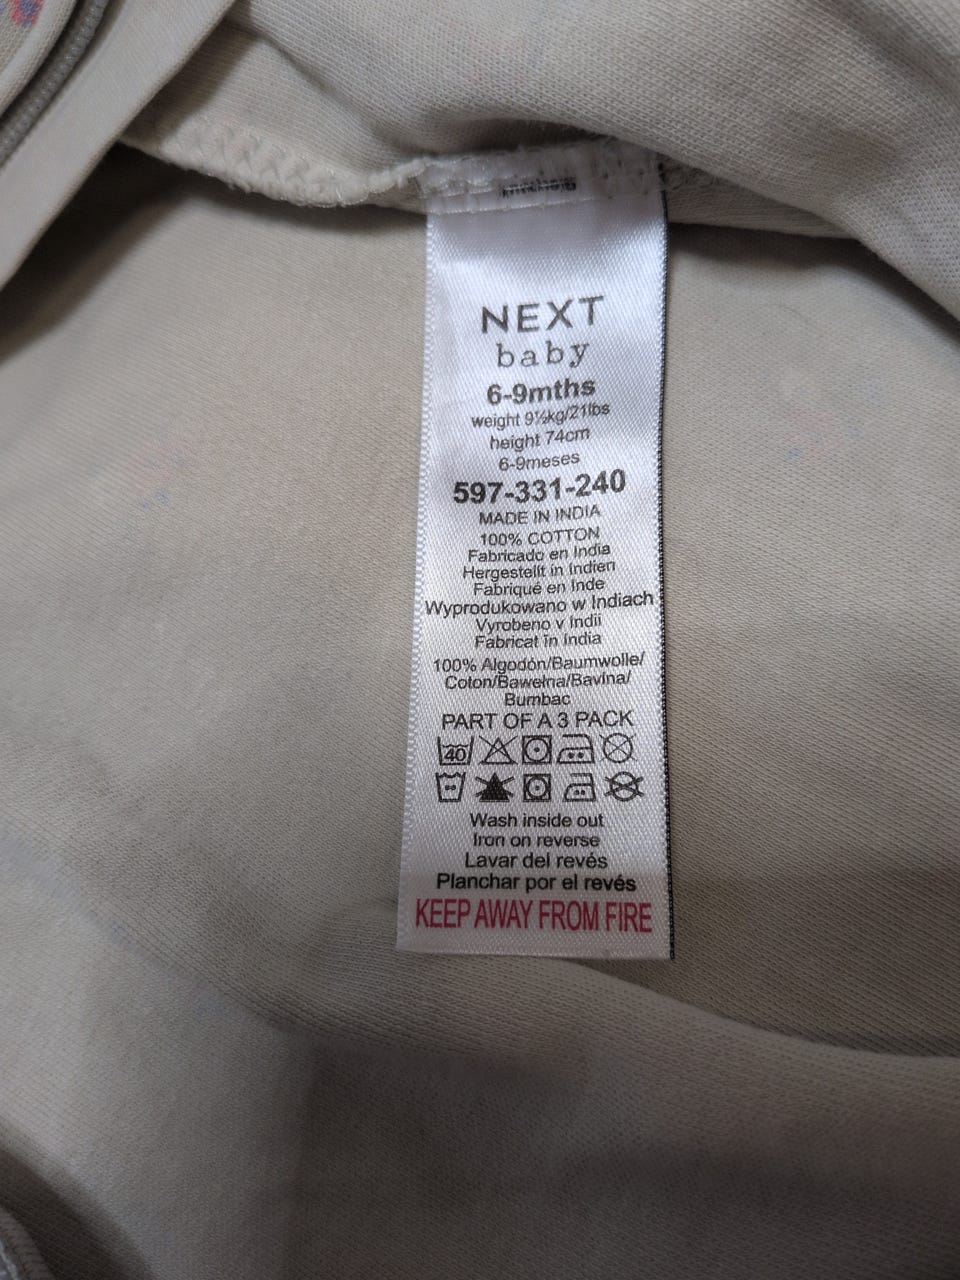 NEXT
baby
6-9mths
weight 9½kg/21lbs
height 74cm
6-9meses
597-331-240
MADE IN INDIA
100% COTTON
Fabricado en India
Hergestellt in Indien
Fabriqué en Inde
Wyprodukowano w Indiach
Vyrobeno v Indii
Fabricat în India
100% Algodón/Baumwolle/
Coton/Bawełna/Bavlna/
Bumbac
PART OF A 3 PACK
40
Wash inside out
Iron on reverse
Lavar del revés
Planchar por el revés
KEEP AWAY FROM FIRE